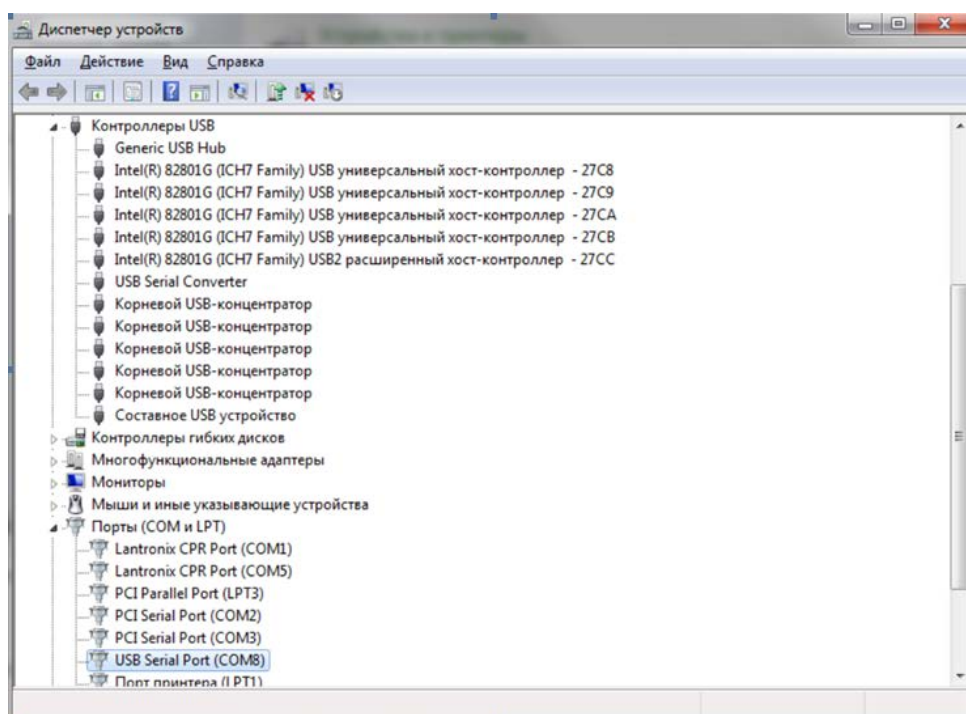 Диспетчер устройств
Файл Действие Вид Справка
Контроллеры USB
Generic USB Hub
Intel(R) 82801G (ICH7 Family) USB универсальный хост-контроллер - 27C8
Intel(R) 82801G (ICH7 Family) USB универсальный хост-контроллер - 27C9
Intel(R) 82801G (ICH7 Family) USB универсальный хост-контроллер - 27CA
Intel(R) 82801G (ICH7 Family) USB универсальный хост-контроллер - 27CB
Intel(R) 82801G (ICH7 Family) USB2 расширенный хост-контроллер - 27CC
USB Serial Converter
Корневой USB-концентратор
Корневой USB-концентратор
Корневой USB-концентратор
Корневой USB-концентратор
Корневой USB-концентратор
Составное USB устройство
Контроллеры гибких дисков
Многофункциональные адаптеры
Мониторы
Мыши и иные указывающие устройства
Порты (COM и LPT)
Lantronix CPR Port (COM1)
Lantronix CPR Port (COM5)
PCI Parallel Port (LPT3)
PCI Serial Port (COM2)
PCI Serial Port (COM3)
USB Serial Port (COM8)
Порт принтера (LPT1)